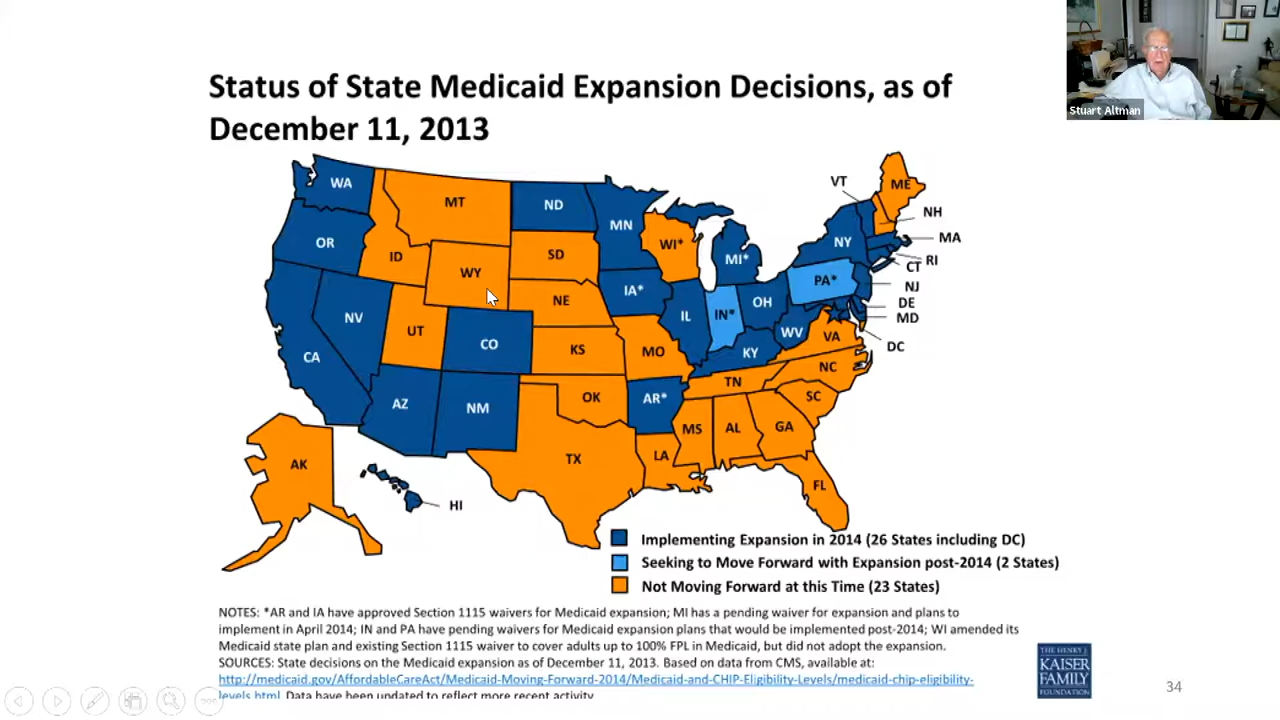 Stuart Altman
Status of State Medicaid Expansion Decisions, as of
December 11, 2013
WA
MT
ND
MN
VT
ME
NH
OR
ID
WY
SD
WI*
MI*
NY
MA
RI
CT
NV
UT
NE
IA*
PA*
NJ
DE
MD
CA
CO
KS
MO
IL
IN*
OH
WV
VA
KY
DC
AZ
NM
OK
AR*
TN
NC
SC
TX
LA
MS
AL
GA
FL
AK
HI
Implementing Expansion in 2014 (26 States including DC)
Seeking to Move Forward with Expansion post-2014 (2 States)
Not Moving Forward at this Time (23 States)
NOTES: *AR and IA have approved Section 1115 waivers for Medicaid expansion; MI has a pending waiver for expansion and plans to
implement in April 2014; IN and PA have pending waivers for Medicaid expansion plans that would be implemented post-2014; WI amended its
Medicaid state plan and existing Section 1115 waiver to cover adults up to 100% FPL in Medicaid, but did not adopt the expansion.
SOURCES: State decisions on the Medicaid expansion as of December 11, 2013. Based on data from CMS, available at:
http://medicaid.gov/AffordableCareAct/Medicaid-Moving-Forward-2014/Medicaid-and-CHIP-Eligibility-Levels/medicaid-chip-eligibility-
levels.html. Data have been updated to reflect more recent activity.
THE HENRY J.
KAISER
FAMILY
FOUNDATION
34